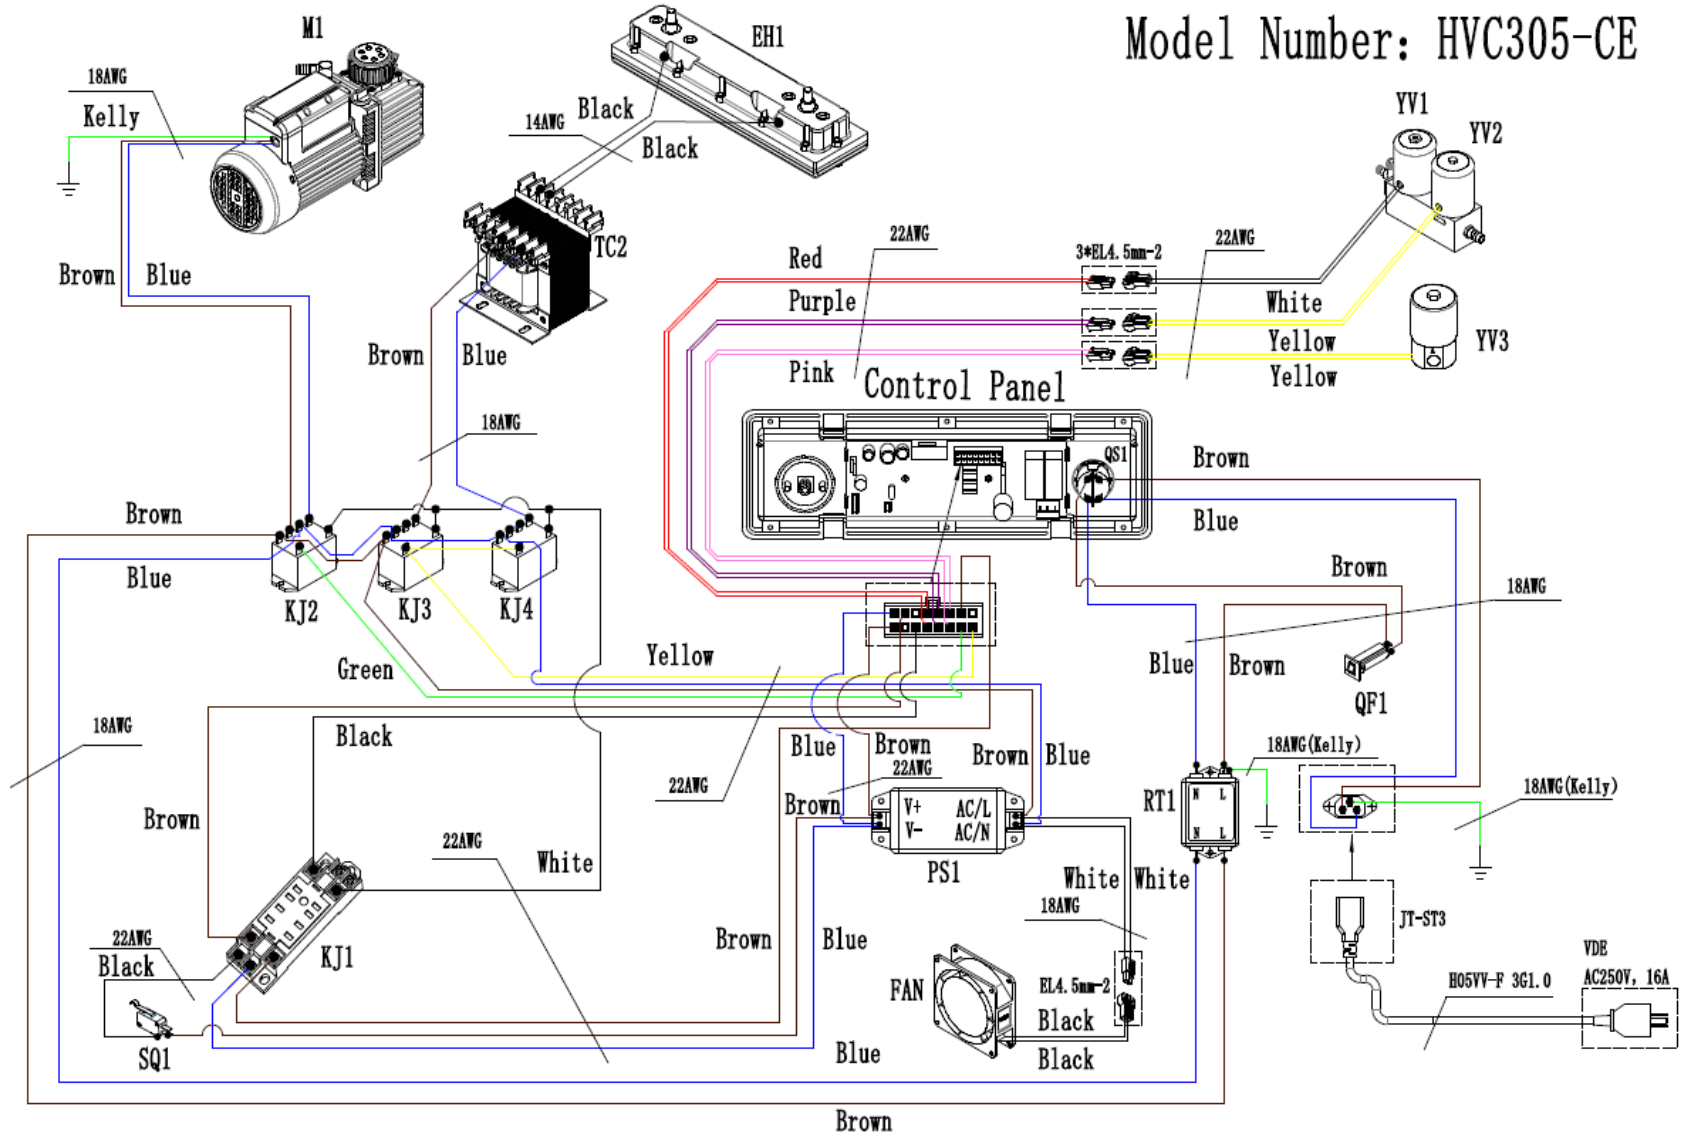 Model Number: HVC305-CE
M1
EH1
18AWG
Kelly
Black
14AWG
Black
YV1
YV2
Brown
Blue
TC2
22AWG
22AWG
3*EL4.5mm-2
Red
Purple
White
Yellow
Yellow
YV3
Pink
Brown
Blue
Control Panel
18AWG
QS1
Brown
Blue
Brown
Blue
KJ2
KJ3
KJ4
Brown
18AWG
Green
Yellow
Blue
Brown
QF1
18AWG
Black
Blue
Brown
Brown
Blue
18AWG(Kelly)
22AWG
22AWG
Brown
18AWG(Kelly)
RT1
N
L
N
L
V+
V-
AC/L
AC/N
PS1
Brown
22AWG
White
White
White
18AWG
JT-ST3
22AWG
Black
KJ1
Brown
Blue
VDE
AC250V, 16A
H05VV-F 3G1.0
FAN
EL4.5mm-2
Black
Black
SQ1
Blue
Brown